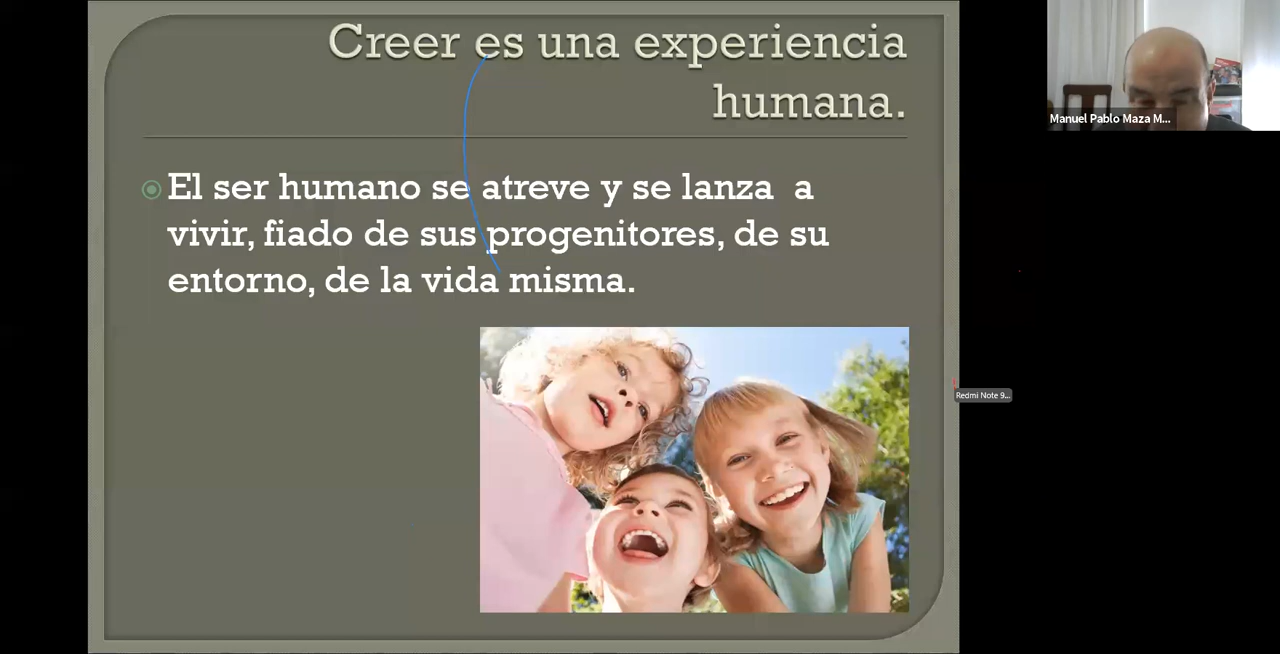 Creer es una experiencia
humana.
El ser humano se atreve y se lanza  a
vivir, fiado de sus progenitores, de su
entorno, de la vida misma.
Manuel Pablo Maza M...
Redmi Note 9...